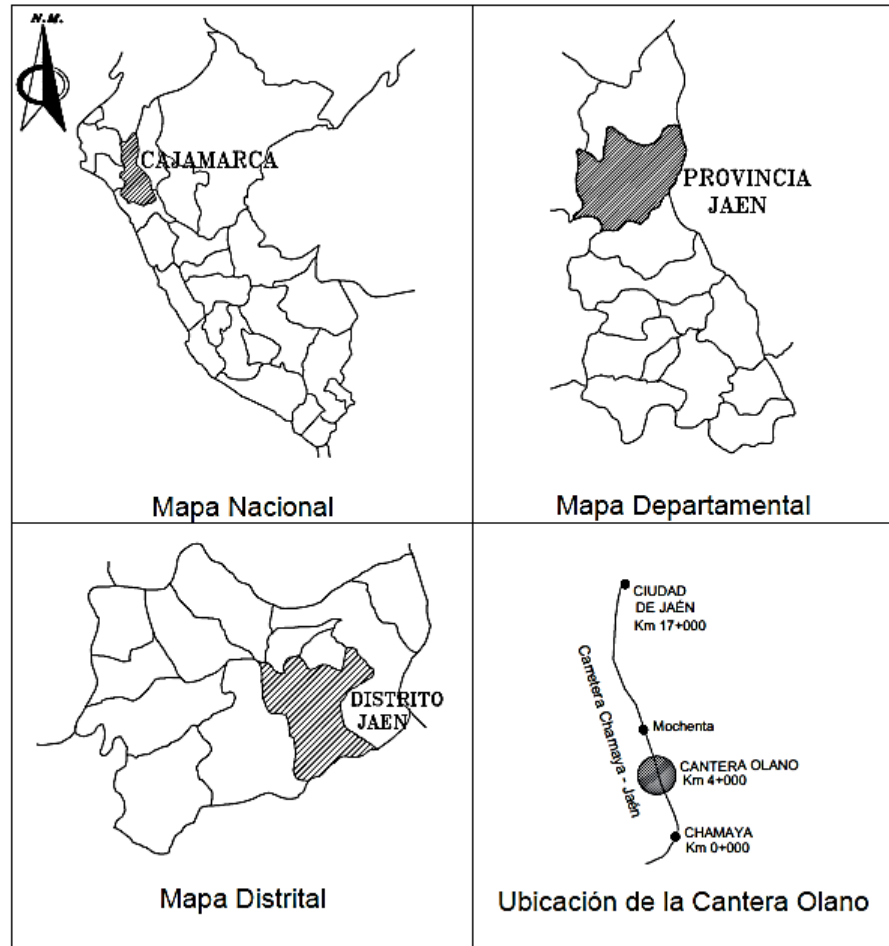 N.M.
CAJAMARCA
Mapa Nacional
PROVINCIA
JAEN
Mapa Departamental
DISTRITO
JAEN
Mapa Distrital
CIUDAD
DE JAÉN
Km 17+000
Carretera Chamaya - Jaén
Mochenta
CANTERA OLANO
Km 4+000
CHAMAYA
Km 0+000
Ubicación de la Cantera Olano